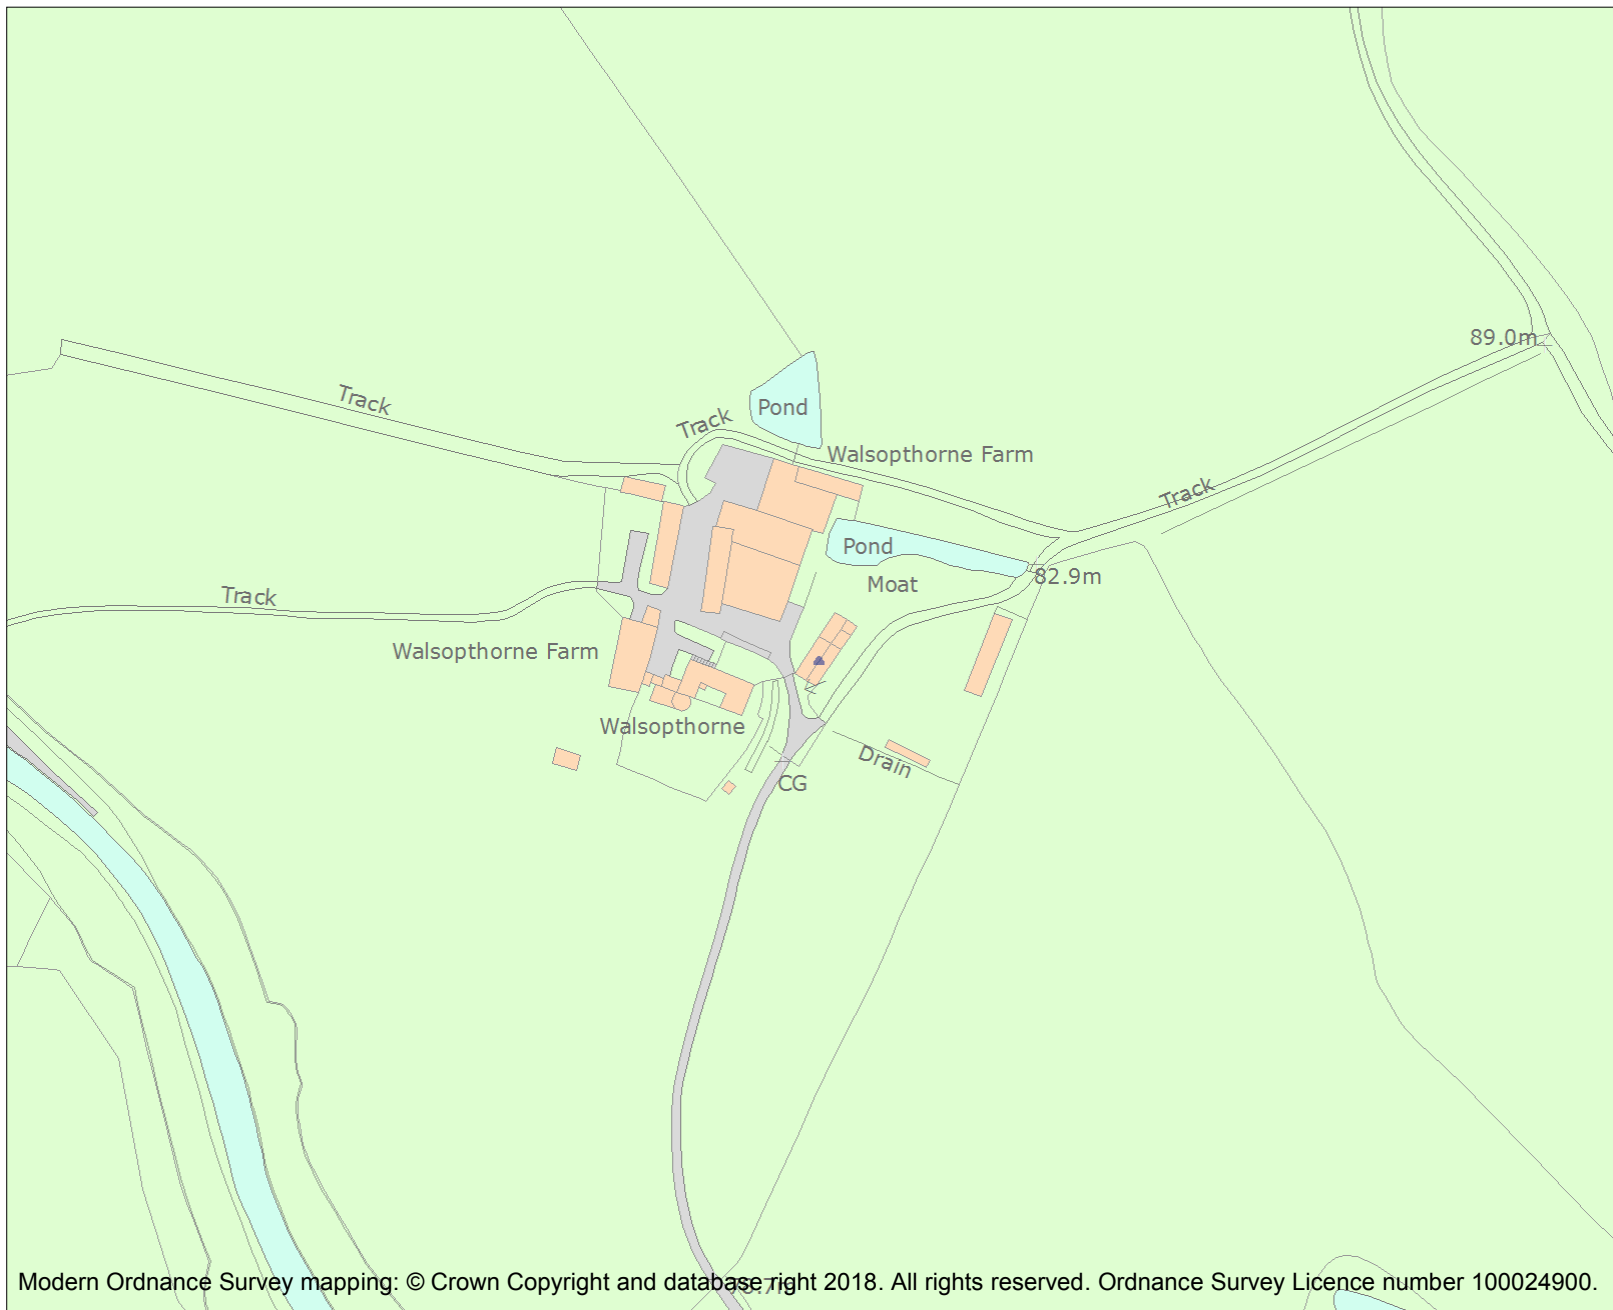 89.0m
Track
Pond
Track
Walsopthorne Farm
Track
Pond
82.9m
Moat
Track
Walsopthorne Farm
Walsopthorne
Drain
CG
Modern Ordnance Survey mapping: © Crown Copyright and database right 2018. All rights reserved. Ordnance Survey Licence number 100024900.